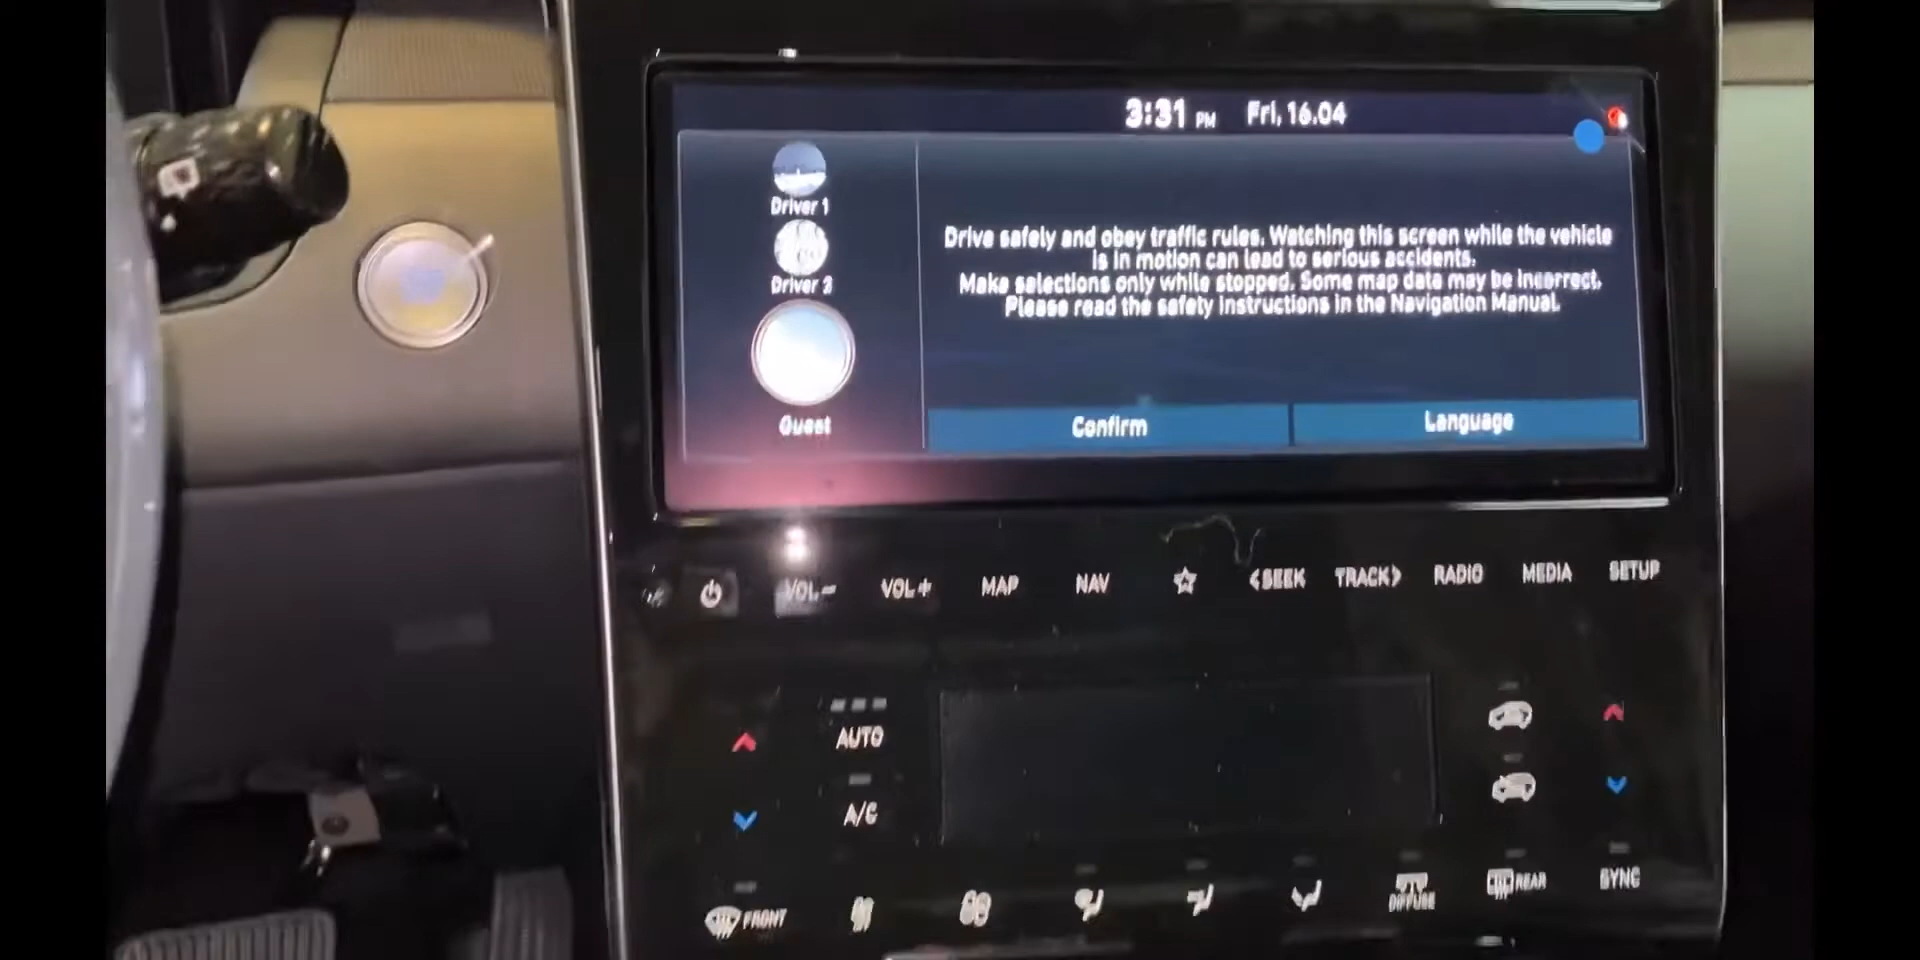 3:31 PM Fri, 16.04
Driver 1
Driver 2
Guest
Drive safely and obey traffic rules. Watching this screen while the vehicle
is in motion can lead to serious accidents.
Make selections only while stopped. Some map data may be incorrect.
Please read the safety instructions in the Navigation Manual.
Confirm
Language
VOL-
VOL+
MAP
NAV
<SEEK
TRACK>
RADIO
MEDIA
SETUP
AUTO
A/C
FRONT
DIFFUSE
REAR
SYNC